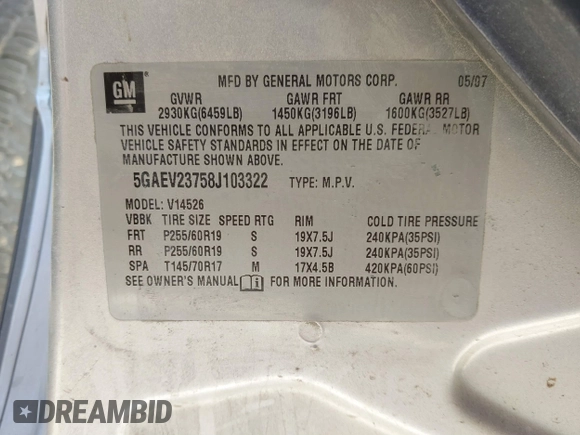 GM
MFD BY GENERAL MOTORS CORP. 05/07
GVWR GAWR FRT GAWR RR
2930KG(6459LB) 1450KG(3196LB) 1600KG(3527LB)
THIS VEHICLE CONFORMS TO ALL APPLICABLE U.S. FEDERAL MOTOR
VEHICLE SAFETY STANDARDS IN EFFECT ON THE DATE OF
MANUFACTURE SHOWN ABOVE.
5GAEV23758J103322 TYPE: M.P.V.
MODEL: V14526
VBBK TIRE SIZE SPEED RTG RIM COLD TIRE PRESSURE
FRT P255/60R19 S 19X7.5J 240KPA(35PSI)
RR P255/60R19 S 19X7.5J 240KPA(35PSI)
SPA T145/70R17 M 17X4.5B 420KPA(60PSI)
SEE OWNER'S MANUAL FOR MORE INFORMATION.
DREAMBID